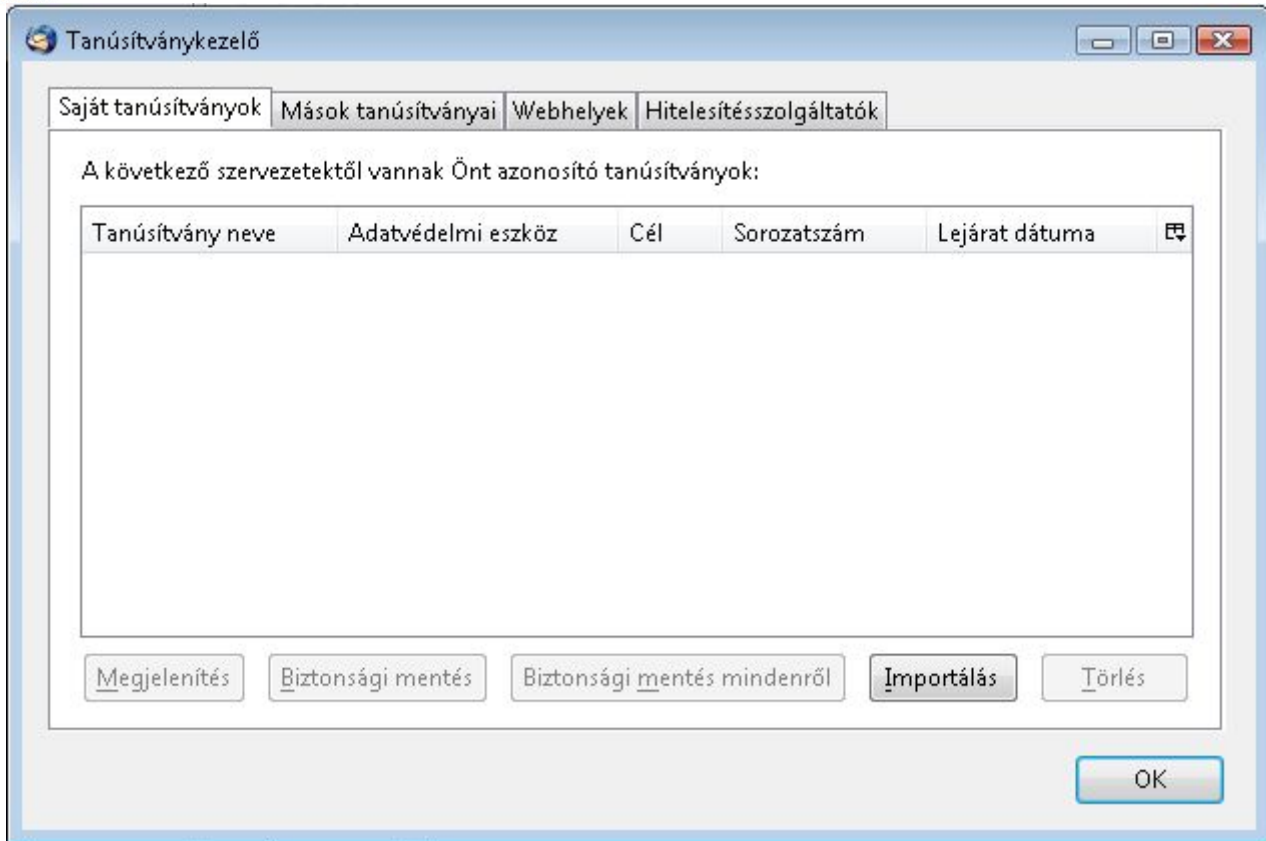 Tanúsítványkezelő
Saját tanúsítványok Mások tanúsítványai Webhelyek Hitelesítésszolgáltatók
A következő szervezetektől vannak Önt azonosító tanúsítványok:
Tanúsítvány neve Adatvédelmi eszköz Cél Sorozatszám Lejárat dátuma
Megjelenítés Biztonsági mentés Biztonsági mentés mindenről Importálás Törlés
OK